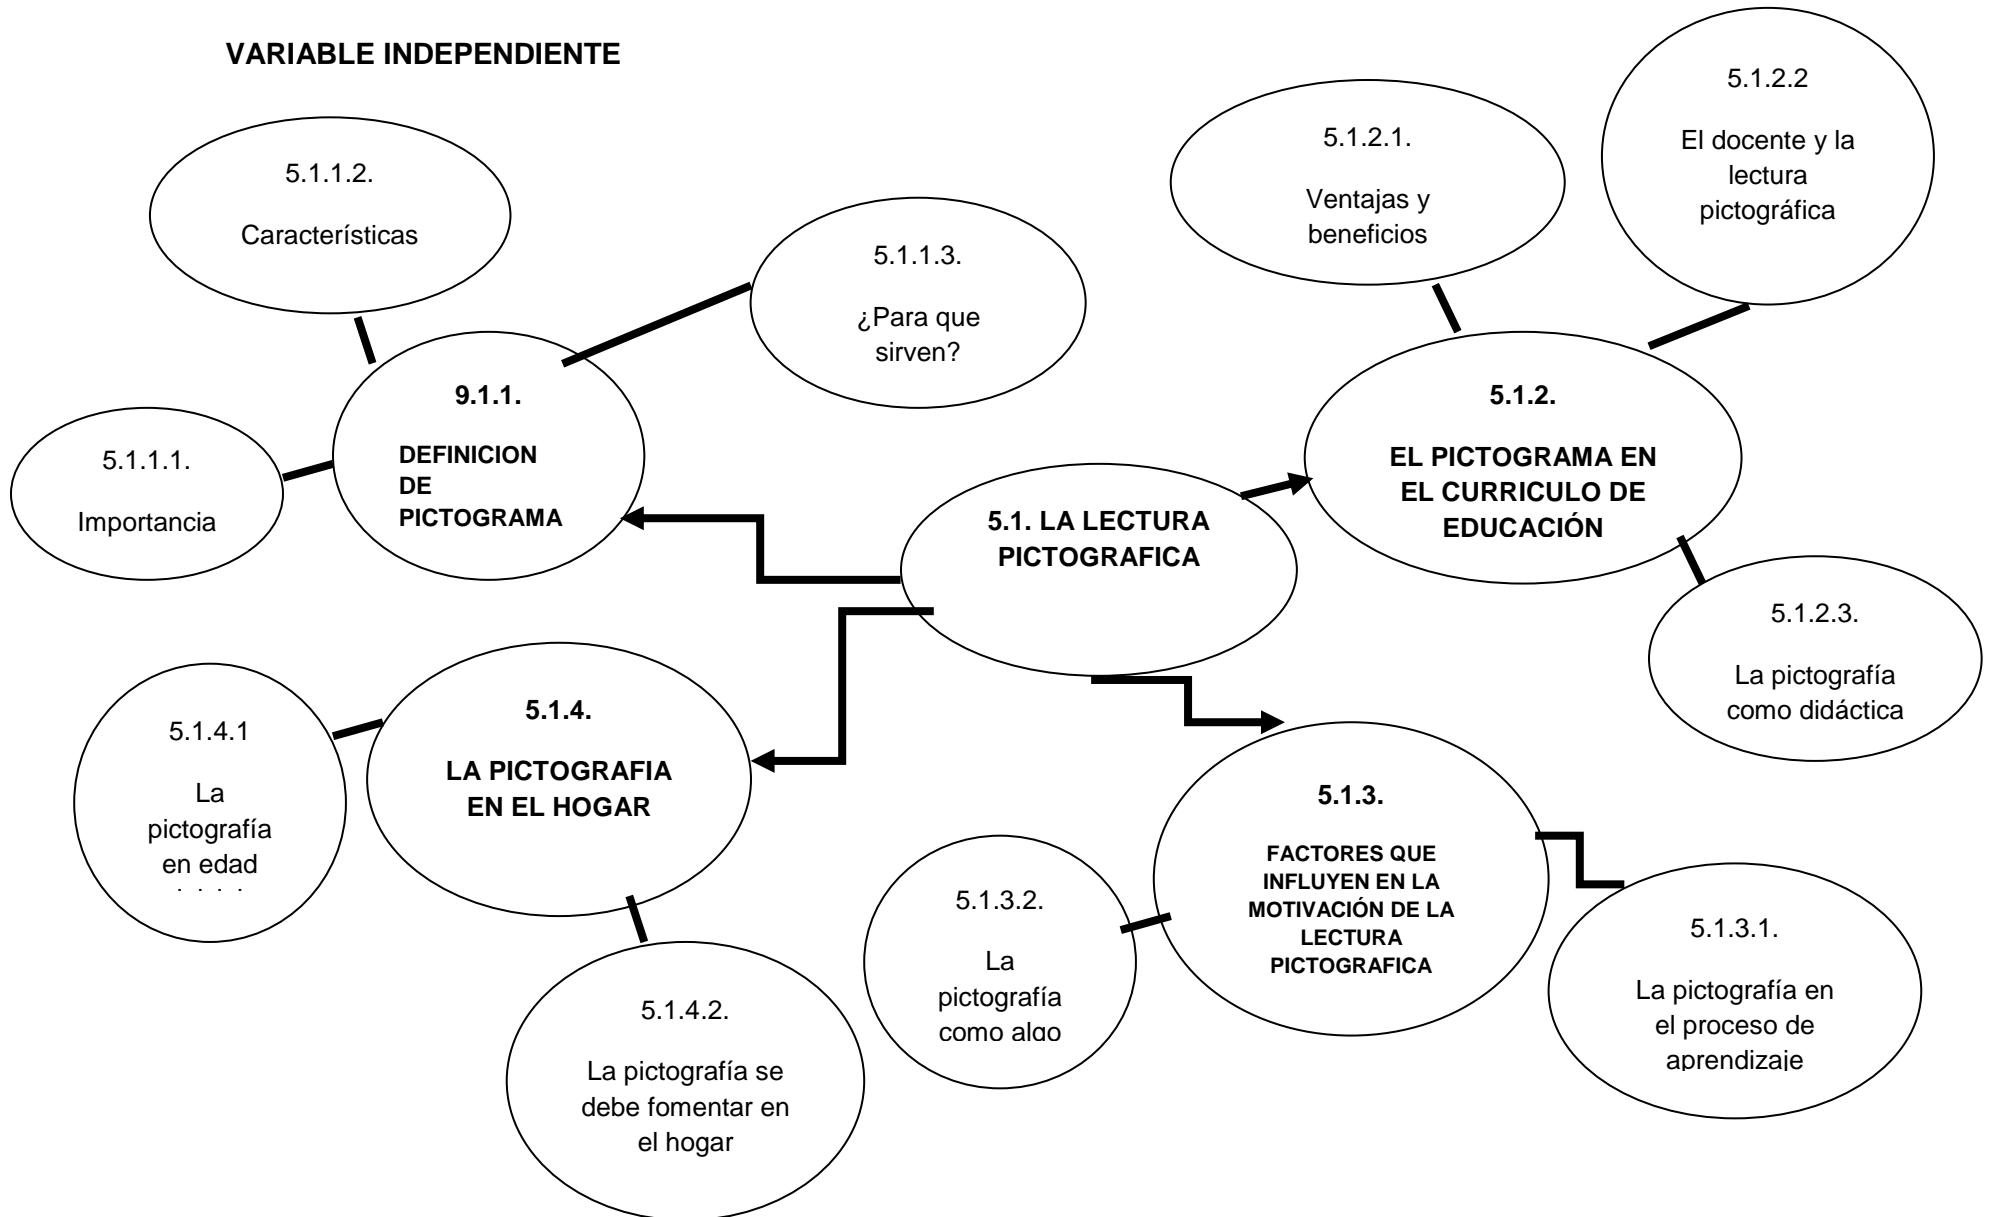 VARIABLE INDEPENDIENTE
5.1.1.2.
Características
5.1.1.3.
¿Para que
sirven?
5.1.2.1.
Ventajas y
beneficios
5.1.2.2
El docente y la
lectura
pictográfica
9.1.1.
DEFINICION
DE
PICTOGRAMA
5.1.1.1.
Importancia
5.1.2.
EL PICTOGRAMA EN
EL CURRICULO DE
EDUCACIÓN
5.1. LA LECTURA
PICTOGRAFICA
5.1.2.3.
La pictografía
como didáctica
5.1.4.
LA PICTOGRAFIA
EN EL HOGAR
5.1.4.1
La
pictografía
en edad
5.1.3.
FACTORES QUE
INFLUYEN EN LA
MOTIVACIÓN DE LA
LECTURA
PICTOGRAFICA
5.1.3.2.
La
pictografía
como algo
5.1.3.1.
La pictografía en
el proceso de
aprendizaje
5.1.4.2.
La pictografía se
debe fomentar en
el hogar